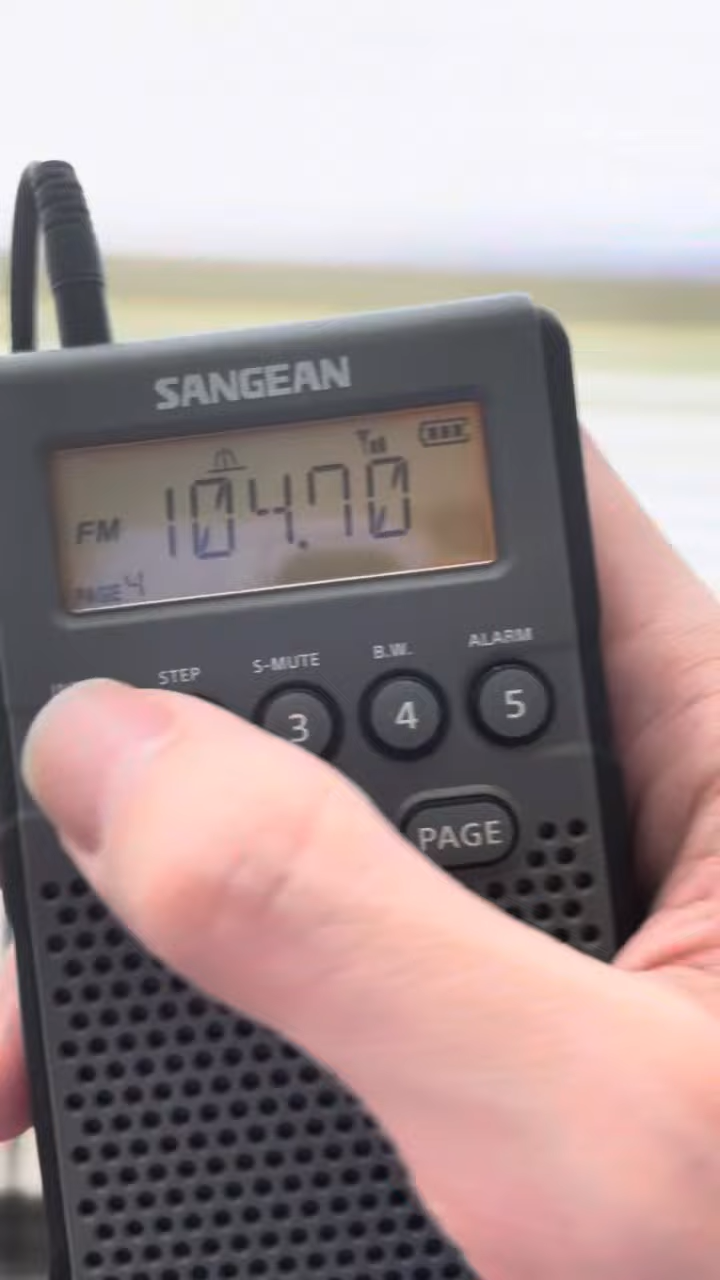 SANGEAN
FM 104.70
PAGE 4
STEP S-MUTE B.W. ALARM
3 4 5
PAGE